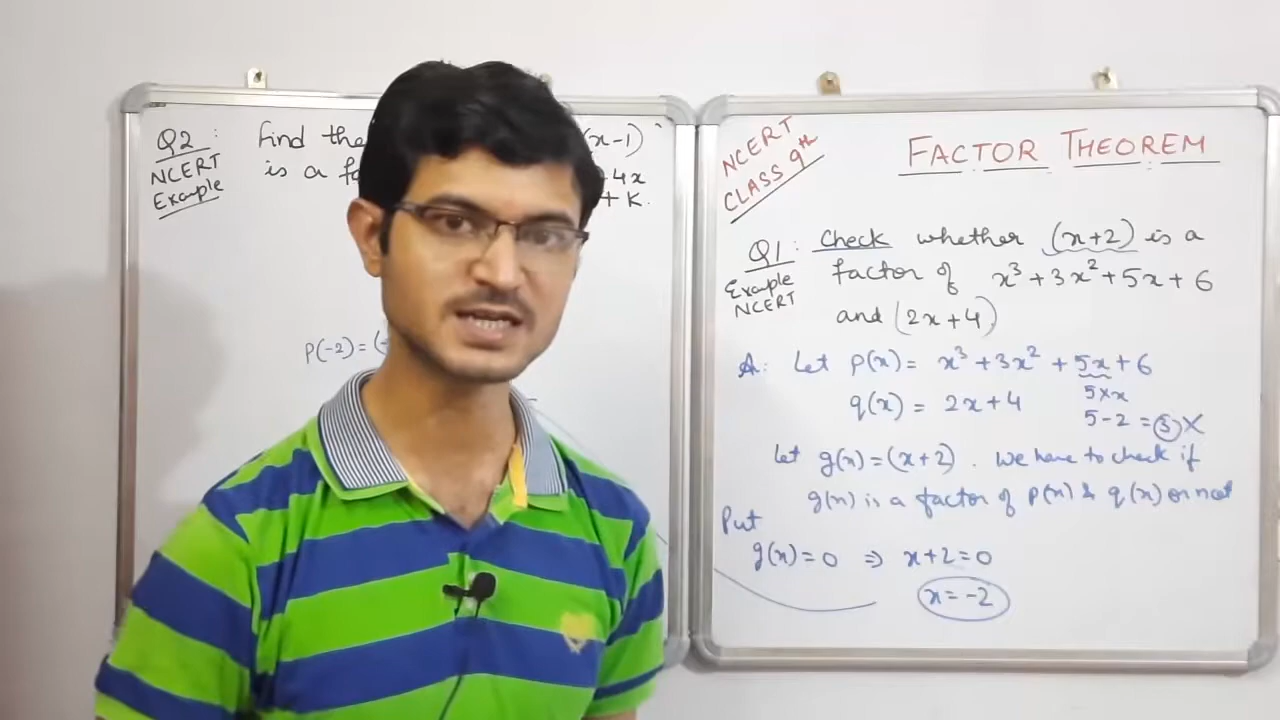 Q2 : Find the (x-1)
NCERT is a fa 4x
Example + K.
P(-2) = (-
NCERT
CLASS 9th
FACTOR THEOREM
Q1 : Check whether (x+2) is a
Example factor of x³ + 3x² + 5x + 6
NCERT and (2x+4)
A: Let p(x) = x³ + 3x² + 5x + 6
5×x
q(x) = 2x + 4
5-2 = 3 X
Let g(x) = (x+2). We have to check if
g(x) is a factor of p(x) & q(x) or not
Put
g(x) = 0 ⇒ x+2 = 0
x = -2